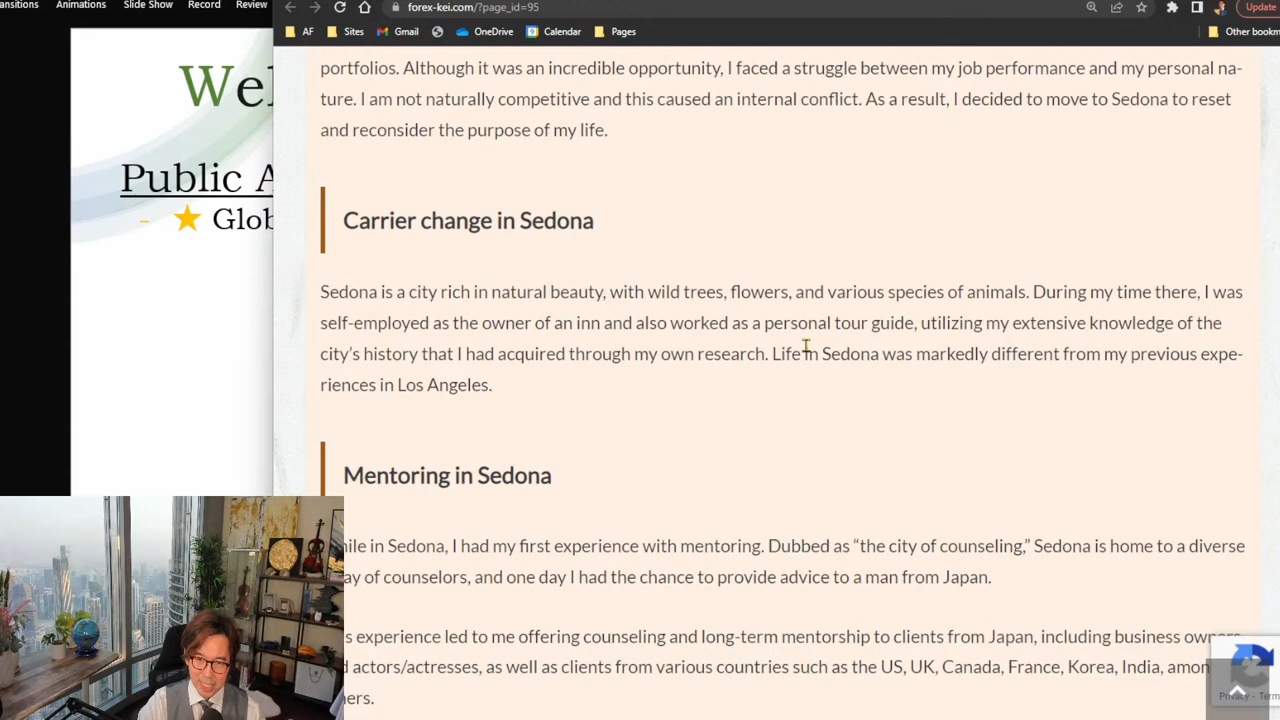 Animations
Slide Show
Record
Review
Wel
Public A
Glob
forex-kei.com/?page_id=95
Update
AF
Sites
Gmail
OneDrive
Calendar
Pages
Other bookm
portfolios. Although it was an incredible opportunity, I faced a struggle between my job performance and my personal na-
ture. I am not naturally competitive and this caused an internal conflict. As a result, I decided to move to Sedona to reset
and reconsider the purpose of my life.
Carrier change in Sedona
Sedona is a city rich in natural beauty, with wild trees, flowers, and various species of animals. During my time there, I was
self-employed as the owner of an inn and also worked as a personal tour guide, utilizing my extensive knowledge of the
city's history that I had acquired through my own research. Life in Sedona was markedly different from my previous expe-
riences in Los Angeles.
Mentoring in Sedona
ile in Sedona, I had my first experience with mentoring. Dubbed as “the city of counseling,” Sedona is home to a diverse
ay of counselors, and one day I had the chance to provide advice to a man from Japan.
s experience led to me offering counseling and long-term mentorship to clients from Japan, including business owners
d actors/actresses, as well as clients from various countries such as the US, UK, Canada, France, Korea, India, amon
ers.
Privacy - Term